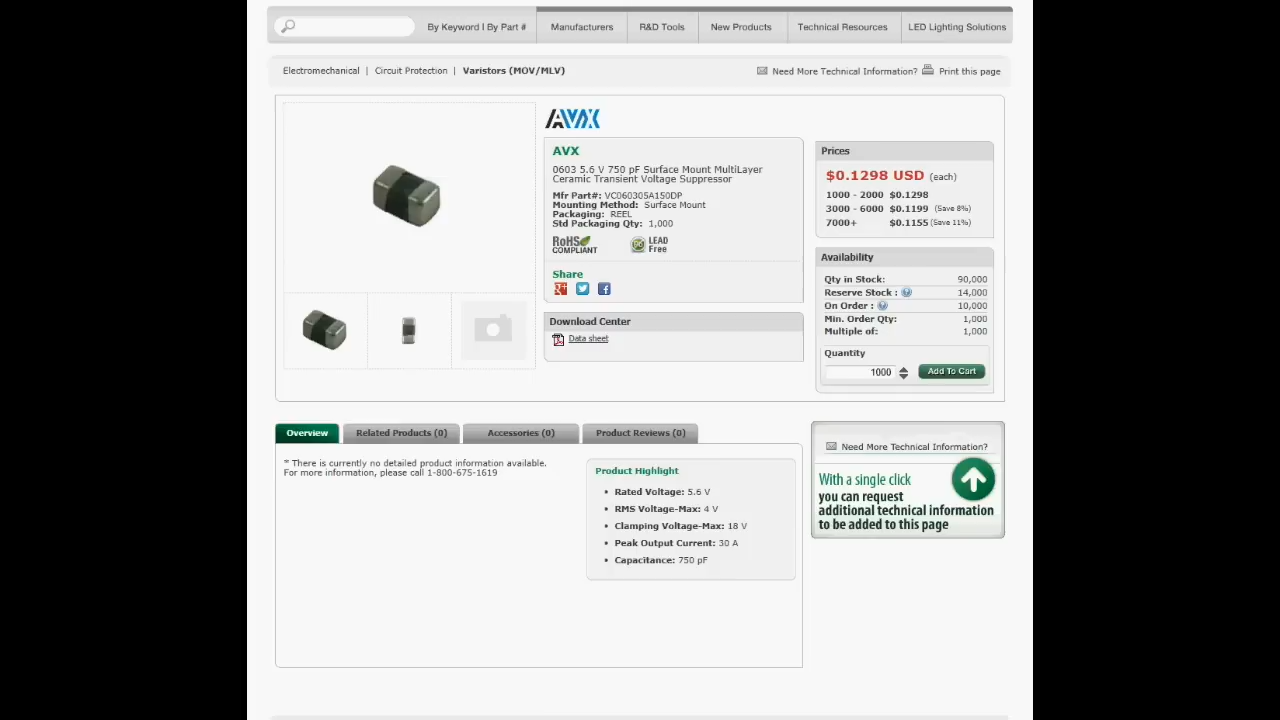 By Keyword I By Part #
Manufacturers
R&D Tools
New Products
Technical Resources
LED Lighting Solutions
Electromechanical | Circuit Protection | Varistors (MOV/MLV)
Need More Technical Information?
Print this page
AVX
AVX
0603 5.6 V 750 pF Surface Mount MultiLayer
Ceramic Transient Voltage Suppressor
Mfr Part#: VC060305A150DP
Mounting Method: Surface Mount
Packaging: REEL
Std Packaging Qty: 1,000
RoHS
COMPLIANT
LEAD
Free
Share
Download Center
Data sheet
Prices
$0.1298 USD (each)
1000 - 2000 $0.1298
3000 - 6000 $0.1199 (Save 8%)
7000+ $0.1155 (Save 11%)
Availability
Qty in Stock: 90,000
Reserve Stock : 14,000
On Order : 10,000
Min. Order Qty: 1,000
Multiple of: 1,000
Quantity
1000
Add To Cart
Overview
Related Products (0)
Accessories (0)
Product Reviews (0)
* There is currently no detailed product information available.
For more information, please call 1-800-675-1619
Product Highlight
• Rated Voltage: 5.6 V
• RMS Voltage-Max: 4 V
• Clamping Voltage-Max: 18 V
• Peak Output Current: 30 A
• Capacitance: 750 pF
Need More Technical Information?
With a single click
you can request
additional technical information
to be added to this page